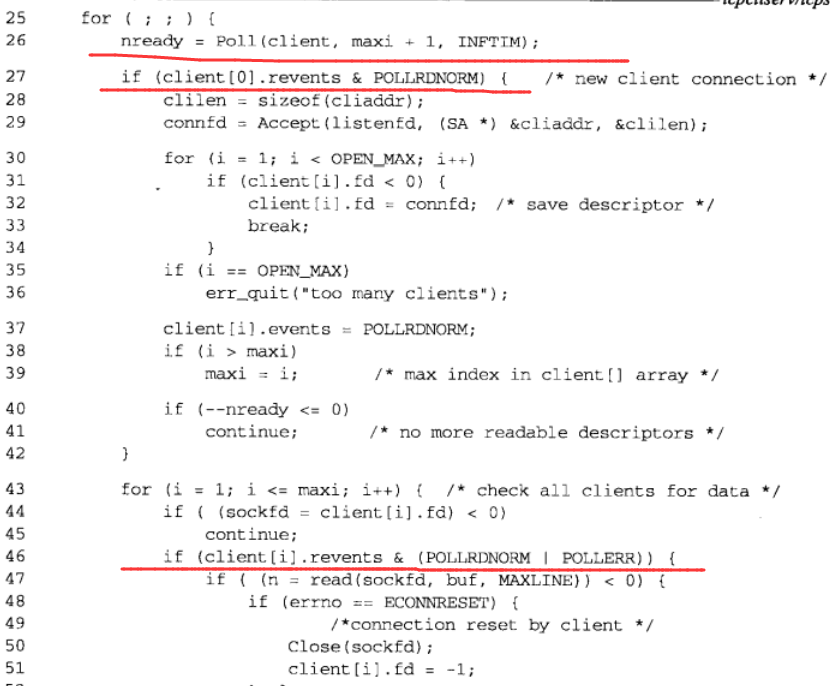 tcpcliserv/tcps
25 for ( ; ; ) {
26 nready = Poll(client, maxi + 1, INFTIM);
27 if (client[0].revents & POLLRDNORM) { /* new client connection */
28 clilen = sizeof(cliaddr);
29 connfd = Accept(listenfd, (SA *) &cliaddr, &clilen);
30 for (i = 1; i < OPEN_MAX; i++)
31 if (client[i].fd < 0) {
32 client[i].fd = connfd; /* save descriptor */
33 break;
34 }
35 if (i == OPEN_MAX)
36 err_quit("too many clients");
37 client[i].events = POLLRDNORM;
38 if (i > maxi)
39 maxi = i; /* max index in client[] array */
40 if (--nready <= 0)
41 continue; /* no more readable descriptors */
42 }
43 for (i = 1; i <= maxi; i++) { /* check all clients for data */
44 if ( (sockfd = client[i].fd) < 0)
45 continue;
46 if (client[i].revents & (POLLRDNORM | POLLERR)) {
47 if ( (n = read(sockfd, buf, MAXLINE)) < 0) {
48 if (errno == ECONNRESET) {
49 /*connection reset by client */
50 Close(sockfd);
51 client[i].fd = -1;